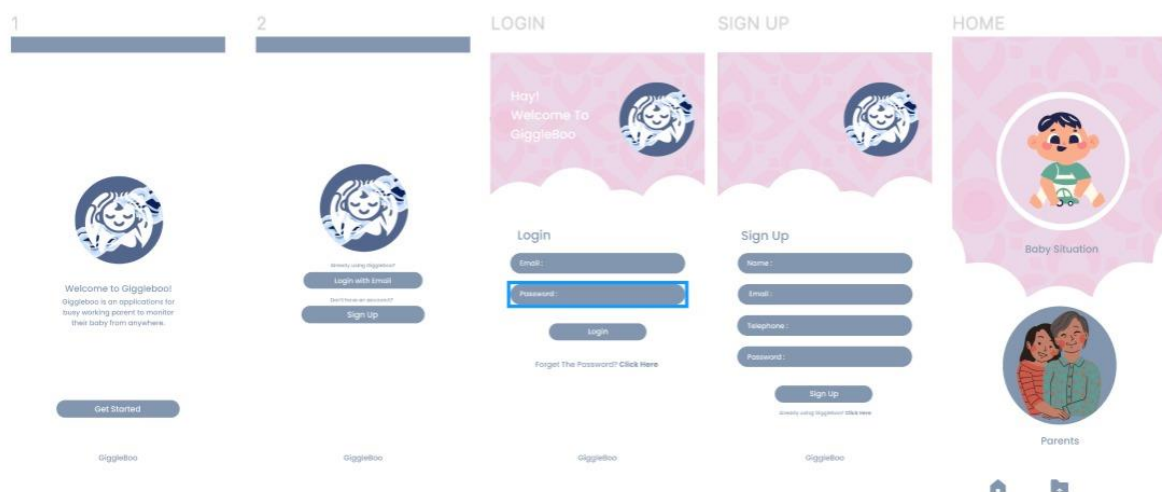 1
Welcome to Giggleboo!
Giggleboo is an applications for
busy working parent to monitor
their baby from anywhere.
Get Started
GiggleBoo
2
Already using Giggleboo?
Login with Email
Don't have an account?
Sign Up
GiggleBoo
LOGIN
Hay!
Welcome To
GiggleBoo
Login
Email :
Password :
Login
Forget The Password? Click Here
GiggleBoo
SIGN UP
Sign Up
Name :
Email :
Telephone :
Password :
Sign Up
Already using Giggleboo? Click here
GiggleBoo
HOME
Baby Situation
Parents